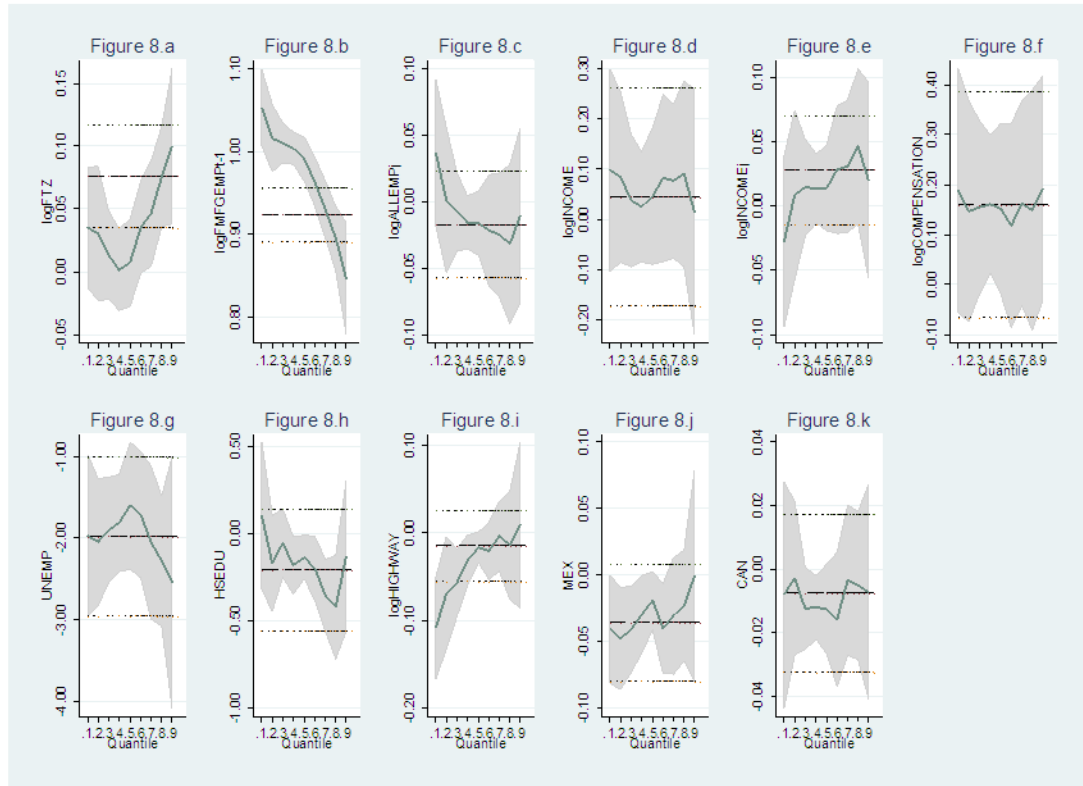 Figure 8.a
logFTZ
0.15
0.10
0.05
0.00
-0.05
.1.2.3.4.5.6.7.8.9
Quantile
Figure 8.b
logFMFGEMPt-1
1.10
1.00
0.90
0.80
.1.2.3.4.5.6.7.8.9
Quantile
Figure 8.c
logALLEMPj
0.10
0.05
0.00
-0.05
-0.10
.1.2.3.4.5.6.7.8.9
Quantile
Figure 8.d
logINCOME
0.30
0.20
0.10
0.00
-0.10
-0.20
.1.2.3.4.5.6.7.8.9
Quantile
Figure 8.e
logINCOMEj
0.10
0.05
0.00
-0.05
-0.10
.1.2.3.4.5.6.7.8.9
Quantile
Figure 8.f
logCOMPENSATION
0.40
0.30
0.20
0.10
0.00
-0.10
.1.2.3.4.5.6.7.8.9
Quantile
Figure 8.g
UNEMP
-1.00
-2.00
-3.00
-4.00
.1.2.3.4.5.6.7.8.9
Quantile
Figure 8.h
HSEDU
0.50
0.00
-0.50
-1.00
.1.2.3.4.5.6.7.8.9
Quantile
Figure 8.i
logHIGHWAY
0.10
0.00
-0.10
-0.20
.1.2.3.4.5.6.7.8.9
Quantile
Figure 8.j
MEX
0.10
0.05
0.00
-0.05
-0.10
.1.2.3.4.5.6.7.8.9
Quantile
Figure 8.k
CAN
0.04
0.02
0.00
-0.02
-0.04
.1.2.3.4.5.6.7.8.9
Quantile